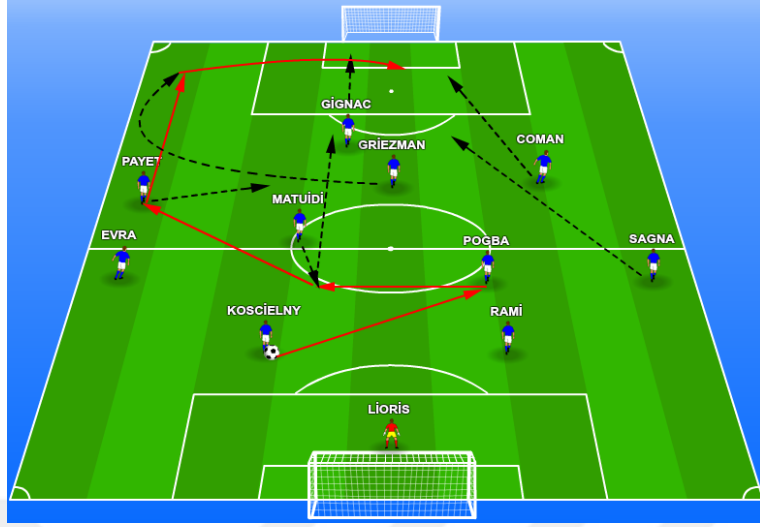 GİGNAC
GRİEZMAN
COMAN
PAYET
MATUİDİ
EVRA
POGBA
SAGNA
KOSCİELNY
RAMİ
LİORİS